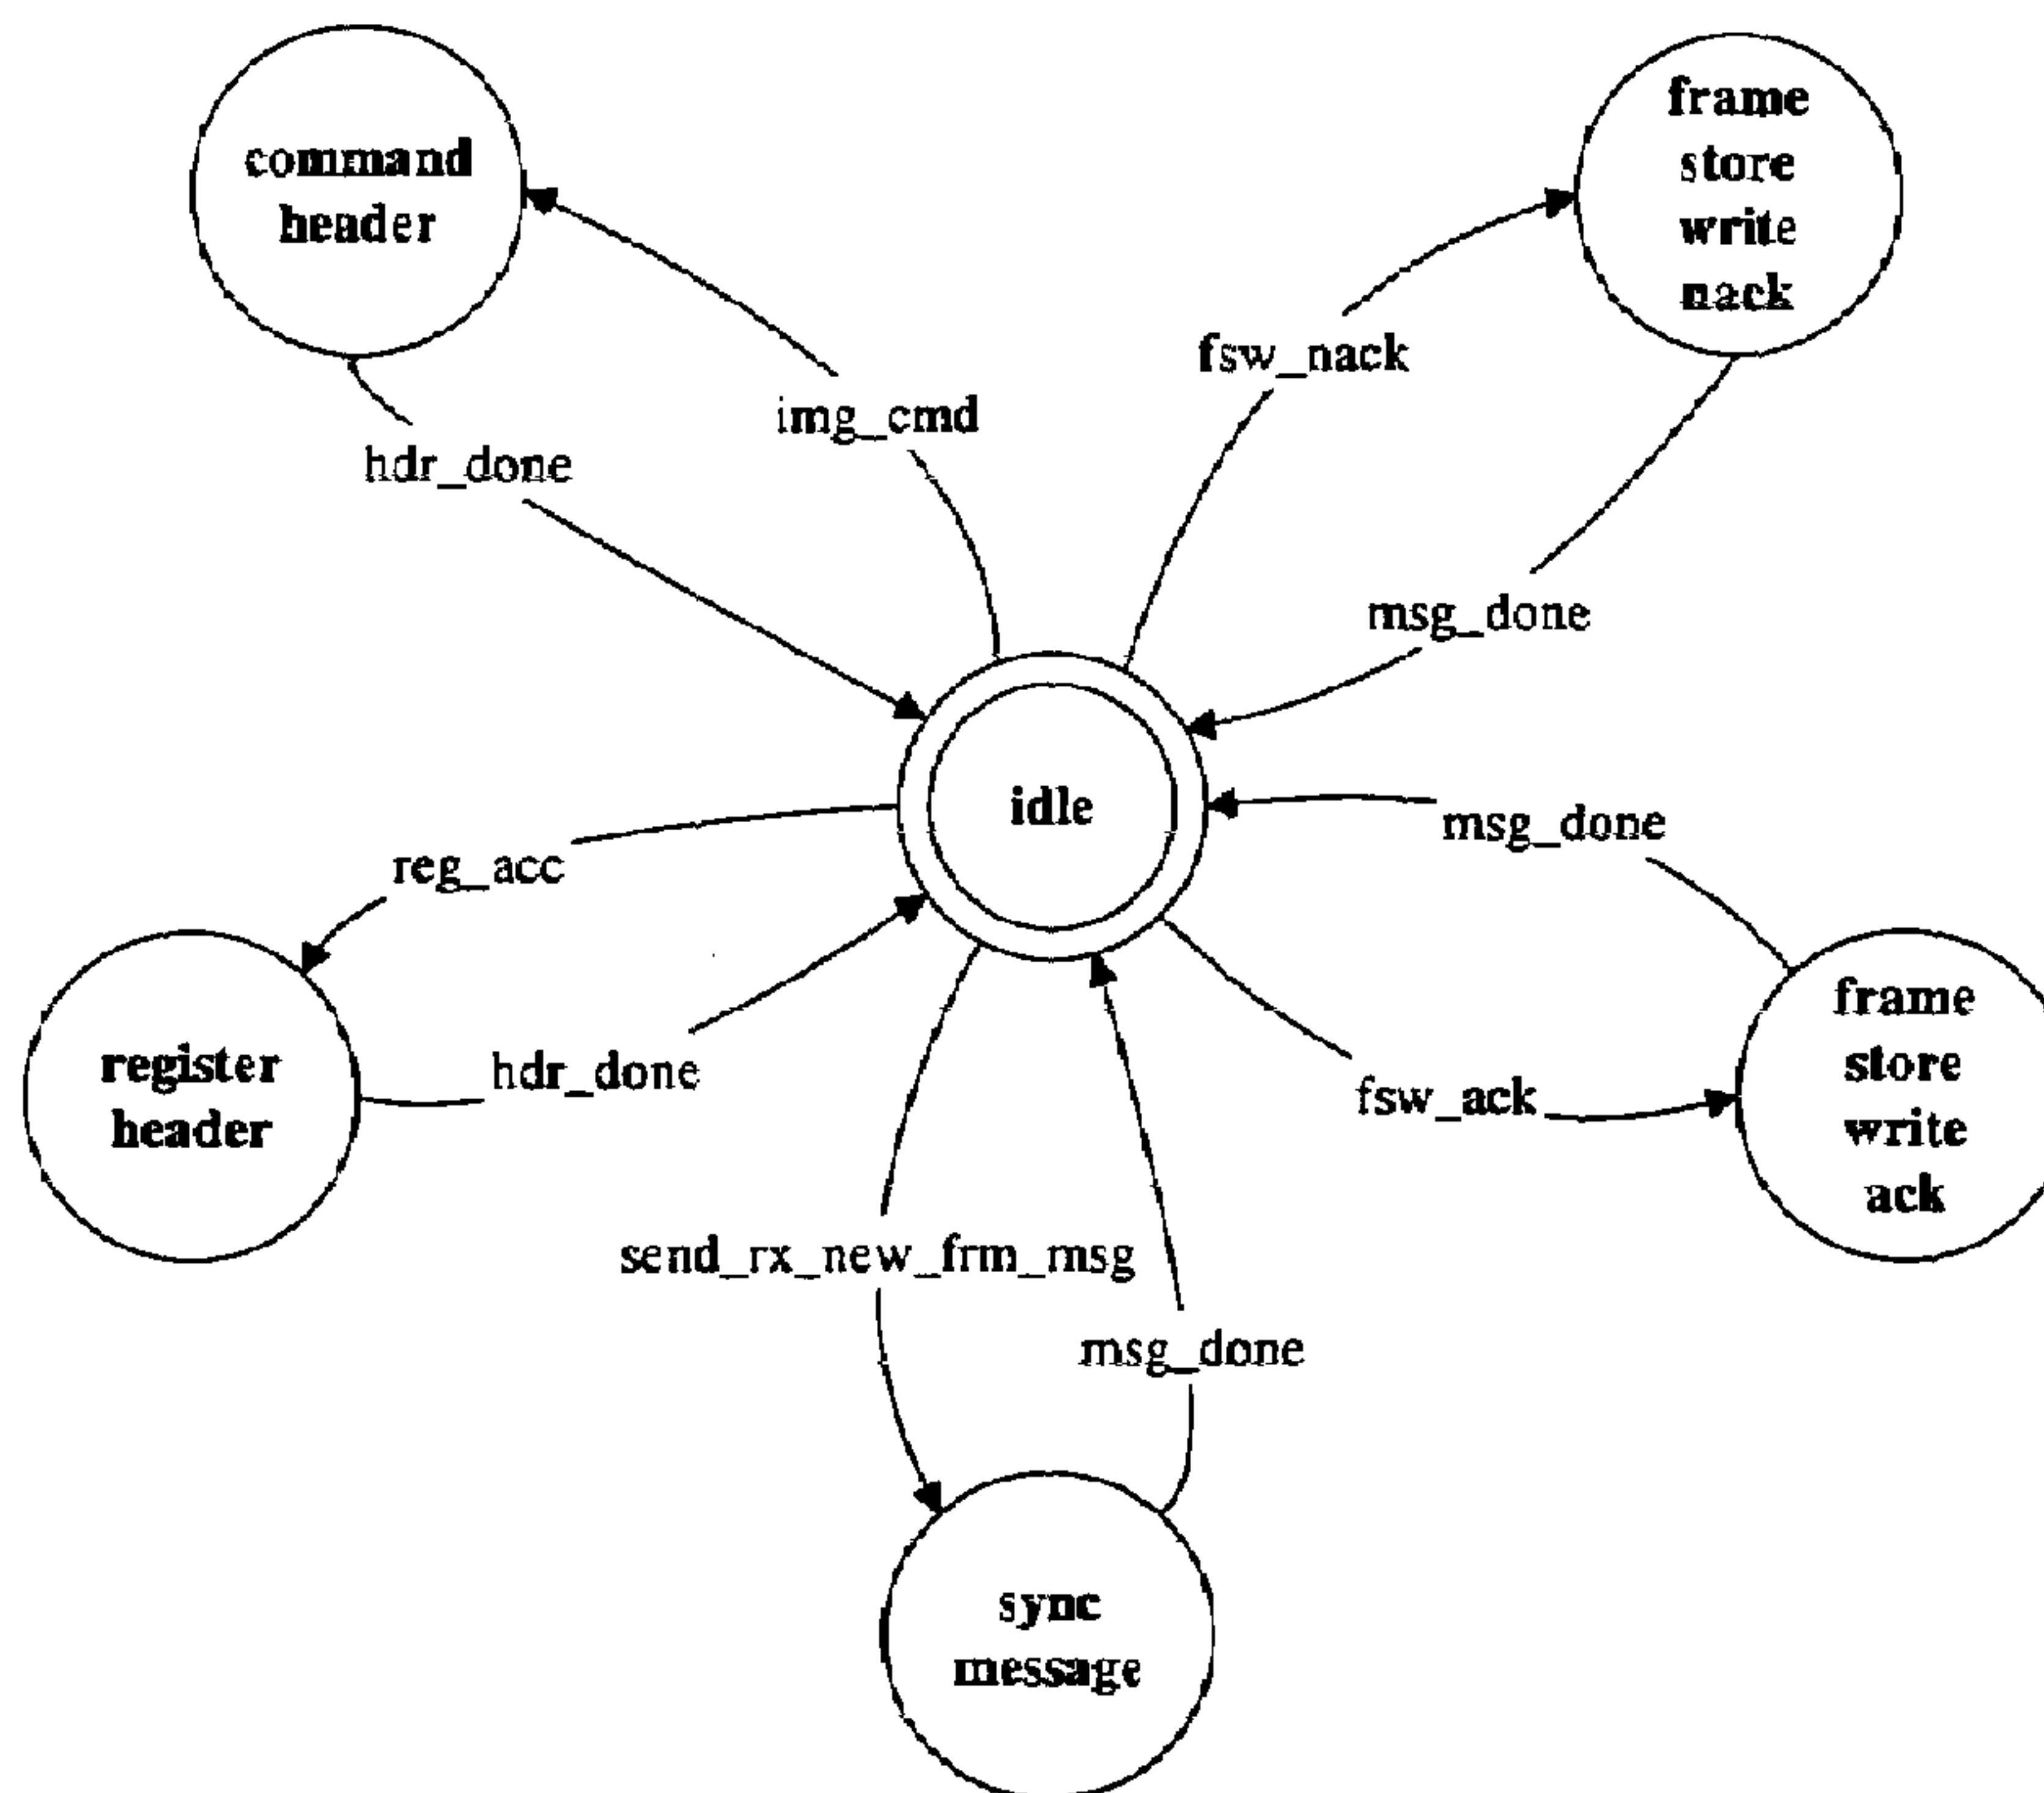 command
header
frame
store
write
nack
fsw_nack
img_cmd
hdr_done
msg_done
idle
msg_done
reg_acc
frame
store
write
ack
register
header
hdr_done
fsw_ack
send_rx_new_frm_msg
msg_done
sync
message